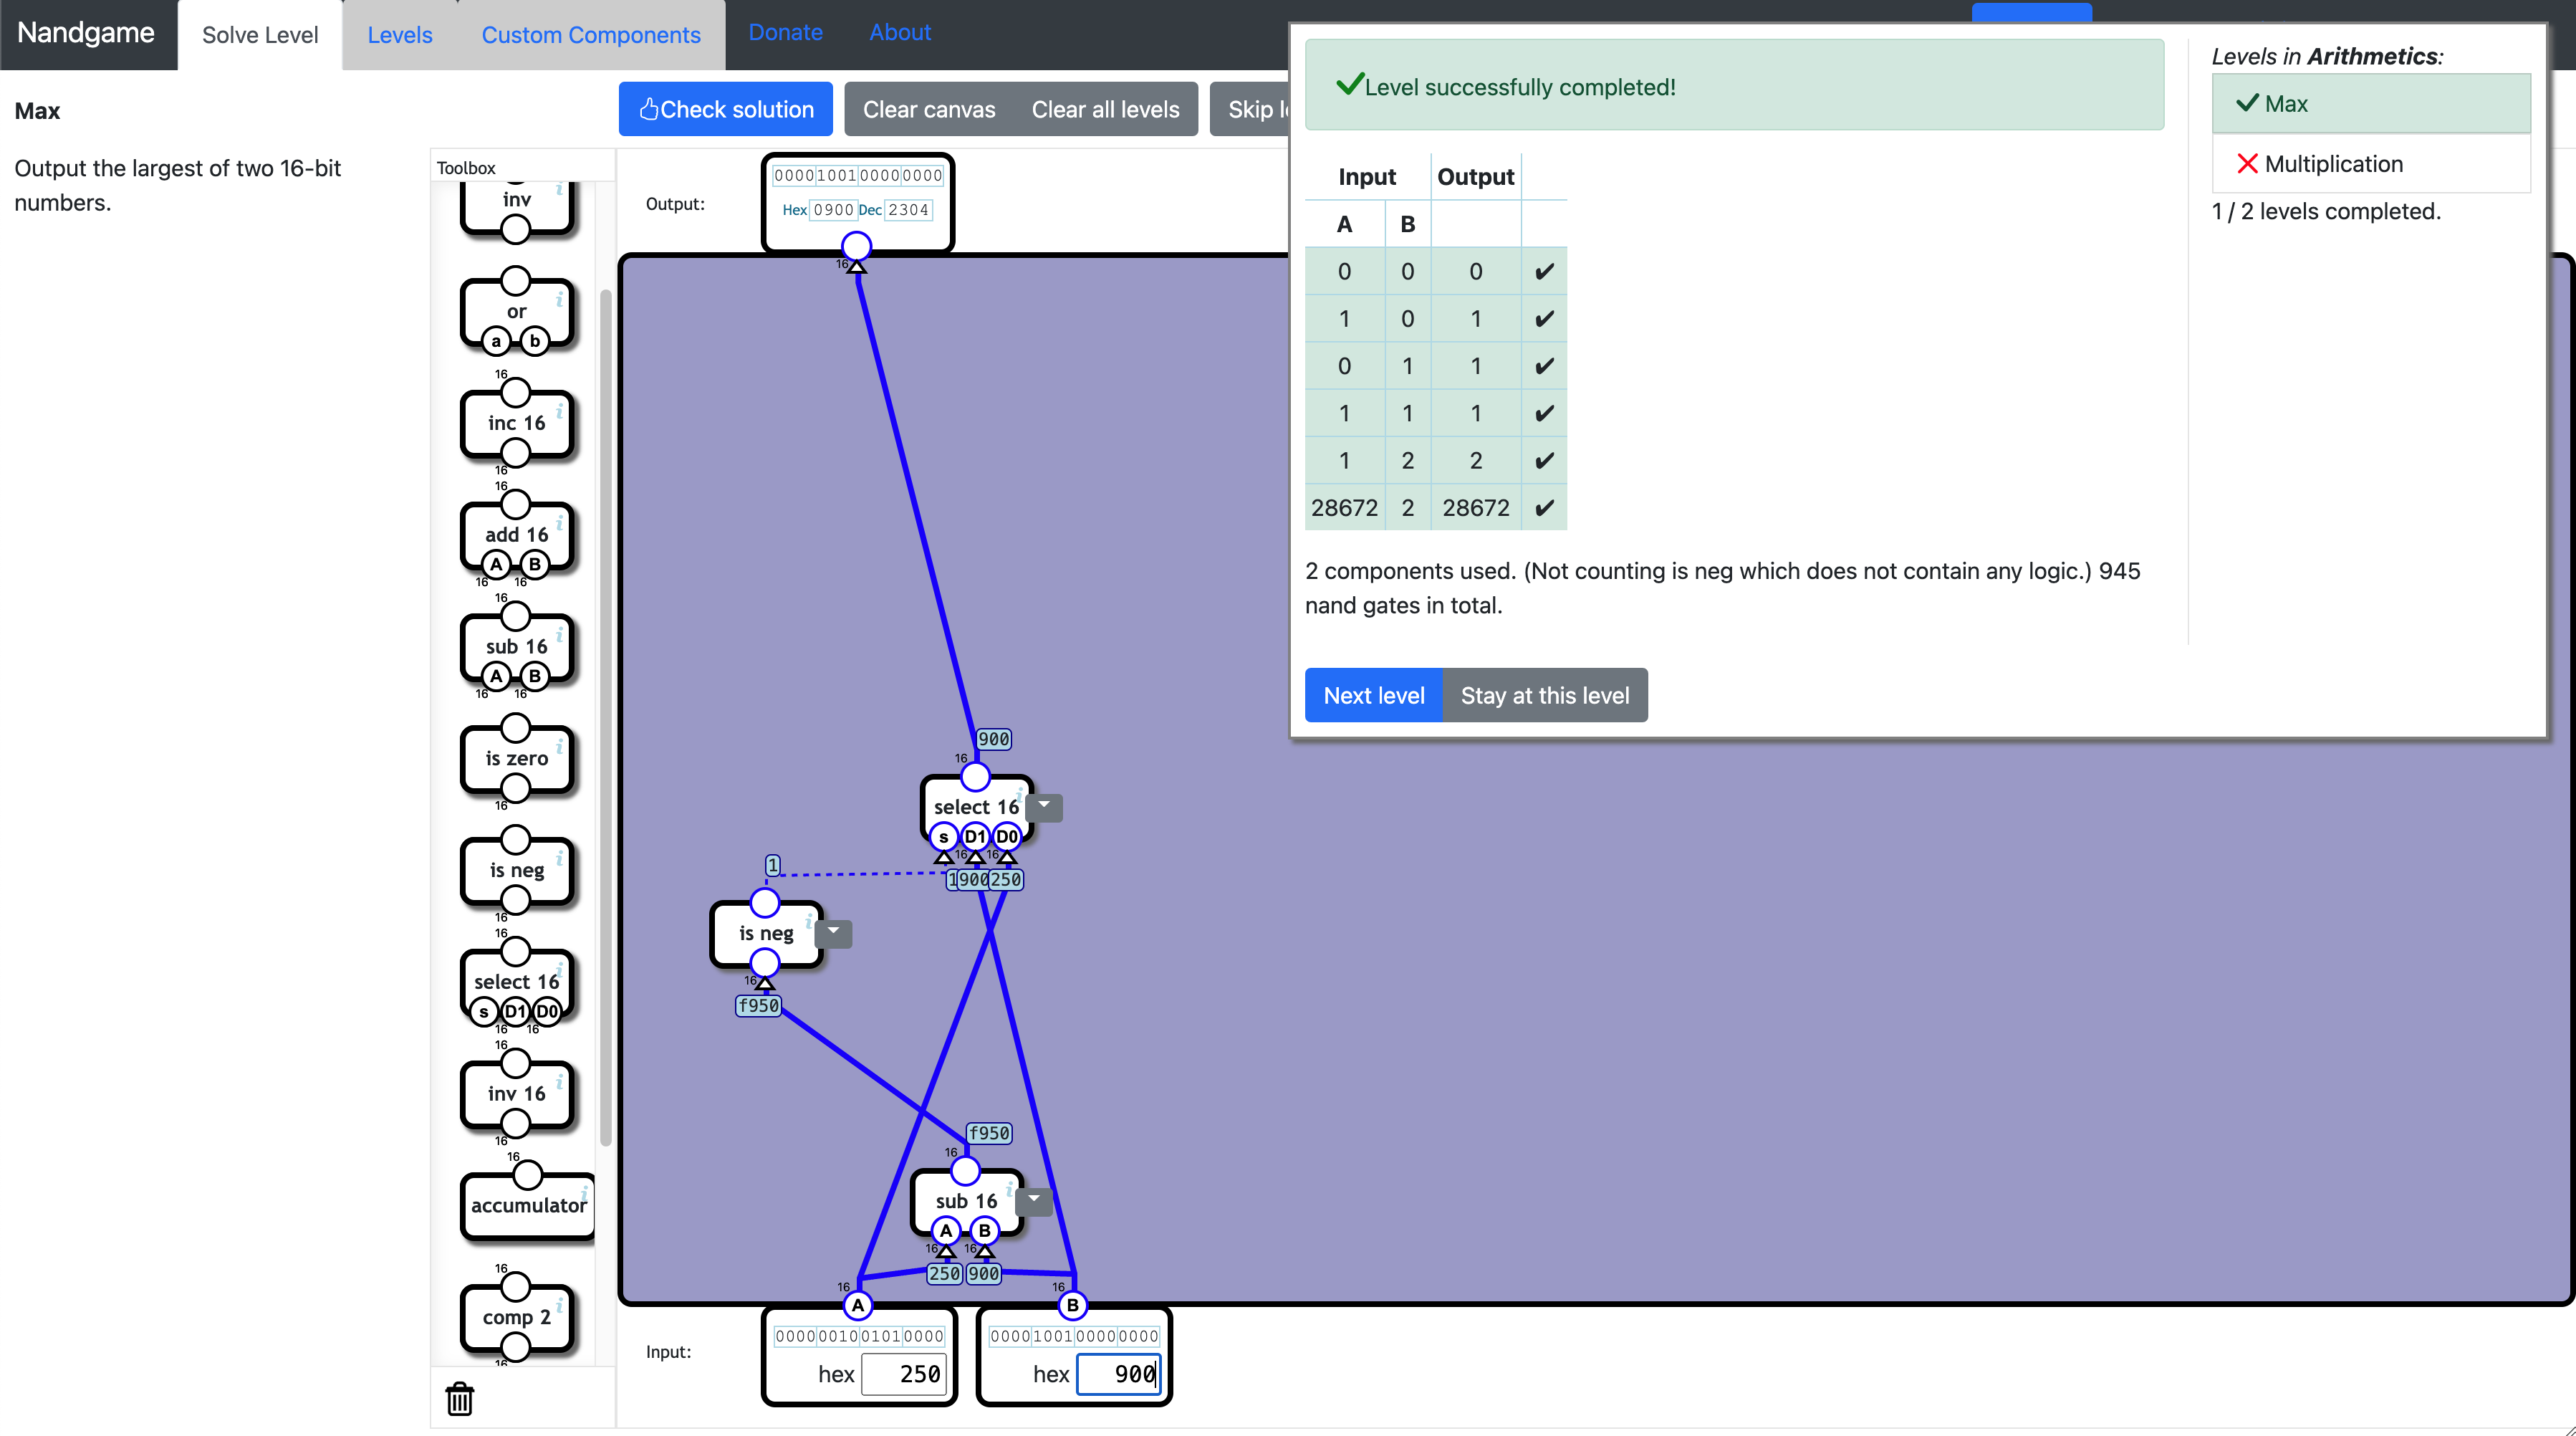 Nandgame Solve Level Levels Custom Components Donate About
Max
Output the largest of two 16-bit
numbers.
Check solution Clear canvas Clear all levels Skip l
Toolbox
inv
or
a b
16
inc 16
16
16
add 16
A B
16 16
16
sub 16
A B
16 16
is zero
16
is neg
16
16
select 16
s D1 D0
16 16
16
inv 16
16
16
accumulator
16
comp 2
16
Output:
0000 1001 0000 0000
Hex 0900 Dec 2304
16
900
16
select 16
s D1 D0
16 16
1 900 250
1
is neg
16
f950
f950
16
sub 16
A B
16 16
250 900
16 16
A B
Input:
0000 0010 0101 0000
hex 250
0000 1001 0000 0000
hex 900
Level successfully completed!
Input Output
A B
0 0 0 ✔
1 0 1 ✔
0 1 1 ✔
1 1 1 ✔
1 2 2 ✔
28672 2 28672 ✔
2 components used. (Not counting is neg which does not contain any logic.) 945
nand gates in total.
Next level Stay at this level
Levels in Arithmetics:
Max
Multiplication
1 / 2 levels completed.